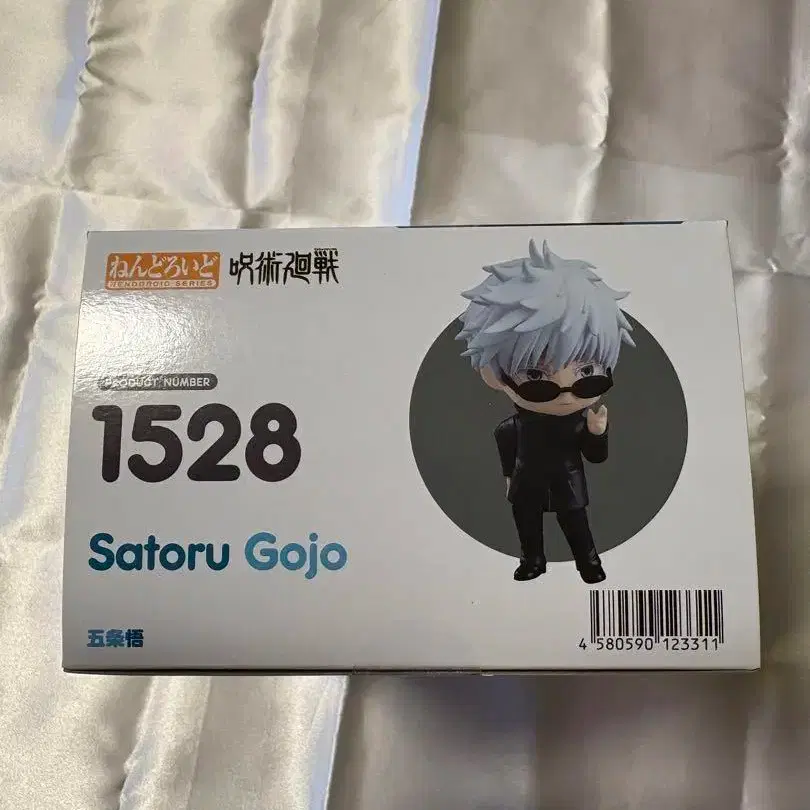 ねんどろいど
NENDOROID SERIES
呪術廻戦
PRODUCT NUMBER
1528
Satoru Gojo
五条悟
4 580590 123311